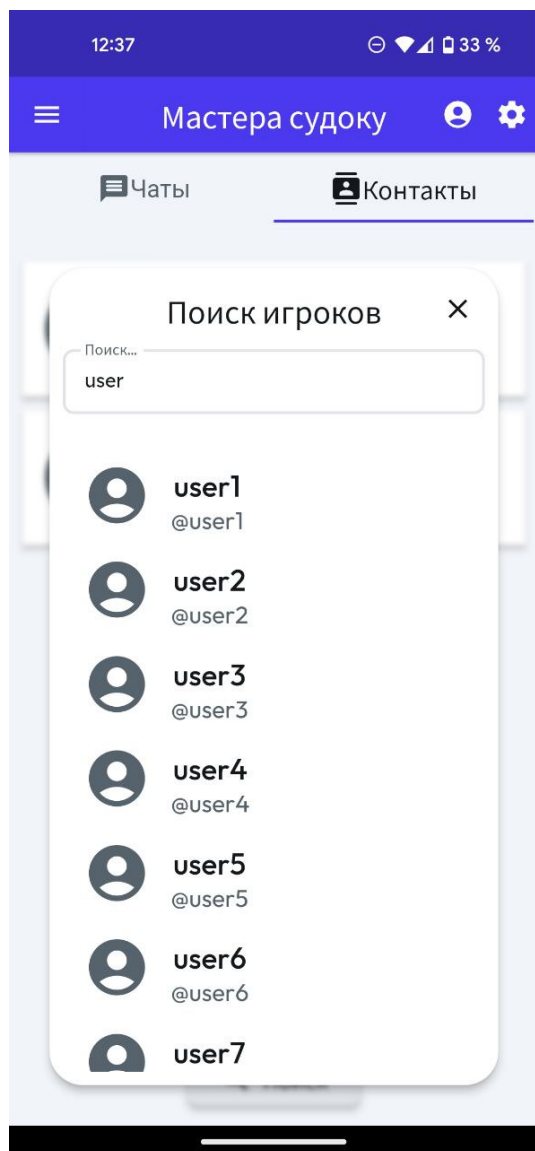 12:37 33 %
Мастера судоку
Чаты Контакты
Поиск игроков
Поиск...
user
user1
@user1
user2
@user2
user3
@user3
user4
@user4
user5
@user5
user6
@user6
user7